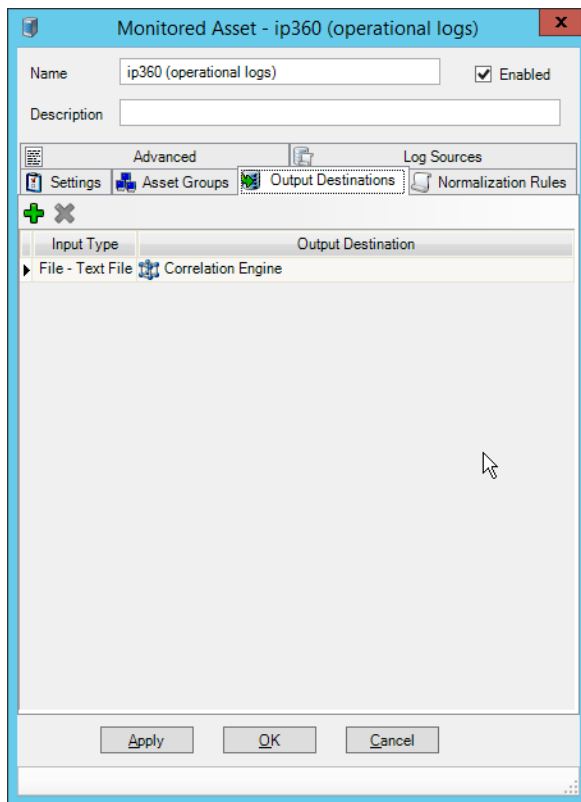 Monitored Asset - ip360 (operational logs)
x
Name ip360 (operational logs) Enabled
Description
Advanced Log Sources
Settings Asset Groups Output Destinations Normalization Rules
Input Type Output Destination
File - Text File Correlation Engine
Apply OK Cancel